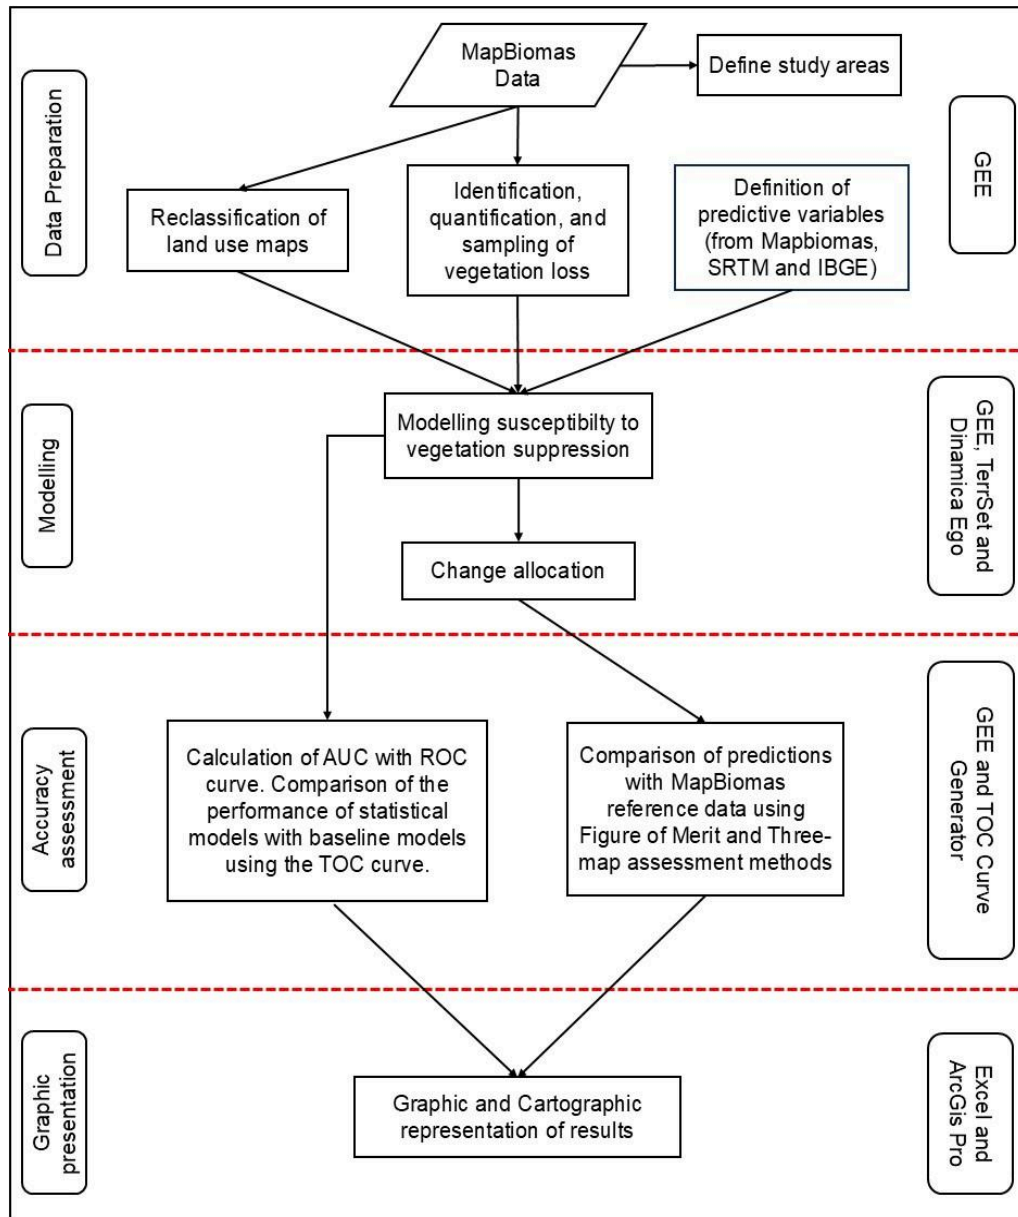 MapBiomas
Data
Define study areas
Data Preparation
GEE
Reclassification of
land use maps
Identification,
quantification, and
sampling of
vegetation loss
Definition of
predictive variables
(from Mapbiomas,
SRTM and IBGE)
Modelling
Modelling susceptibilty to
vegetation suppression
GEE, TerrSet and
Dinamica Ego
Change allocation
Accuracy
assessment
Calculation of AUC with ROC
curve. Comparison of the
performance of statistical
models with baseline models
using the TOC curve.
Comparison of predictions
with MapBiomas
reference data using
Figure of Merit and Three-
map assessment methods
GEE and TOC Curve
Generator
Graphic
presentation
Graphic and Cartographic
representation of results
Excel and
ArcGis Pro